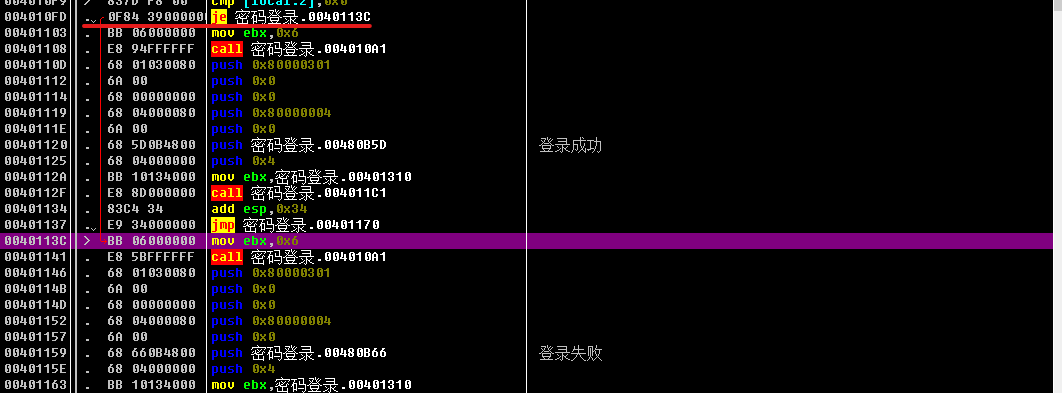 004010F9 > 837D F8 00 cmp [local.2],0x0
004010FD . 0F84 39000000 je 密码登录.0040113C
00401103 . BB 06000000 mov ebx,0x6
00401108 . E8 94FFFFFF call 密码登录.004010A1
0040110D . 68 01030080 push 0x80000301
00401112 . 6A 00 push 0x0
00401114 . 68 00000000 push 0x0
00401119 . 68 04000080 push 0x80000004
0040111E . 6A 00 push 0x0
00401120 . 68 5D0B4800 push 密码登录.00480B5D 登录成功
00401125 . 68 04000000 push 0x4
0040112A . BB 10134000 mov ebx,密码登录.00401310
0040112F . E8 8D000000 call 密码登录.004011C1
00401134 . 83C4 34 add esp,0x34
00401137 . E9 34000000 jmp 密码登录.00401170
0040113C > BB 06000000 mov ebx,0x6
00401141 . E8 5BFFFFFF call 密码登录.004010A1
00401146 . 68 01030080 push 0x80000301
0040114B . 6A 00 push 0x0
0040114D . 68 00000000 push 0x0
00401152 . 68 04000080 push 0x80000004
00401157 . 6A 00 push 0x0
00401159 . 68 660B4800 push 密码登录.00480B66 登录失败
0040115E . 68 04000000 push 0x4
00401163 . BB 10134000 mov ebx,密码登录.00401310